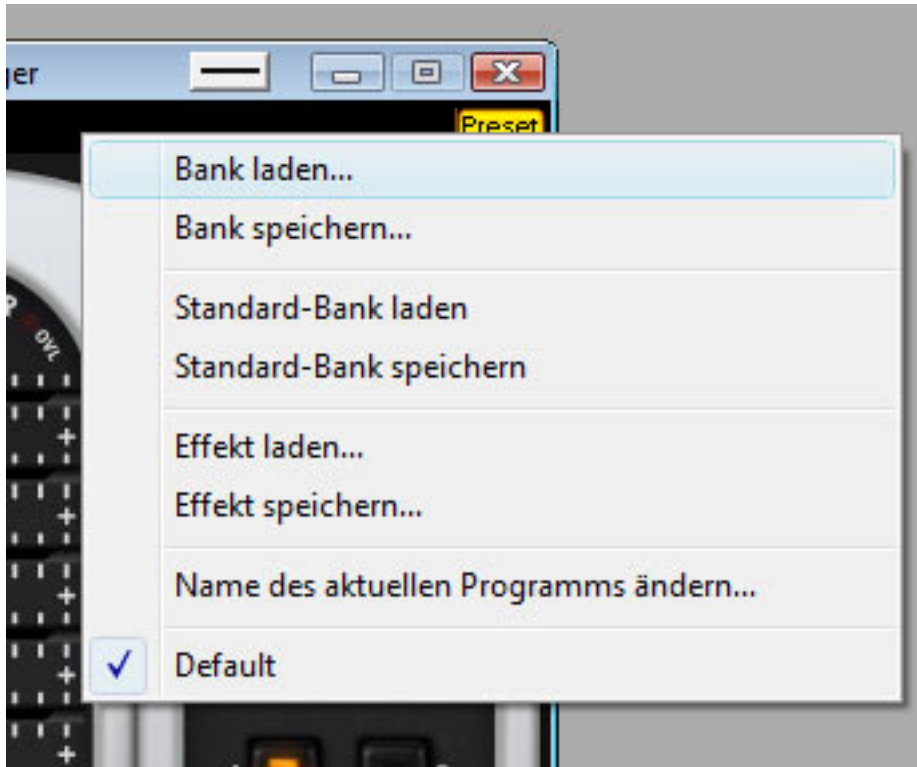 ger
Preset
Bank laden...
Bank speichern...
Standard-Bank laden
OVL
Standard-Bank speichern
Effekt laden...
Effekt speichern...
Name des aktuellen Programms ändern...
Default